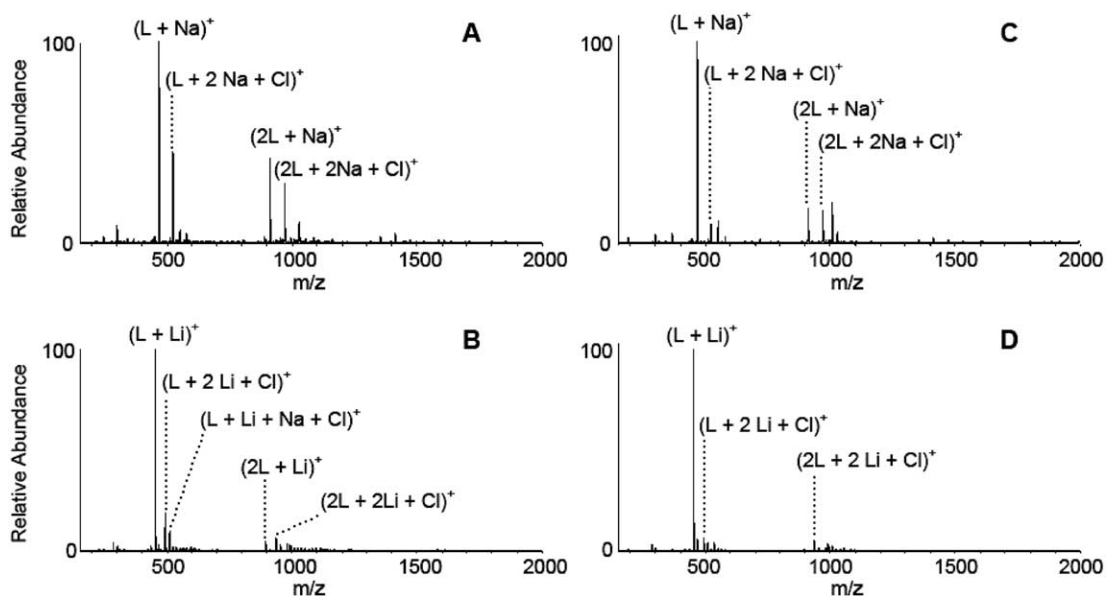 A
(L + Na)⁺
100
(L + 2 Na + Cl)⁺
(2L + Na)⁺
(2L + 2Na + Cl)⁺
Relative Abundance
0
500 1000 1500 2000
m/z
C
(L + Na)⁺
100
(L + 2 Na + Cl)⁺
(2L + Na)⁺
(2L + 2Na + Cl)⁺
0
500 1000 1500 2000
m/z
B
(L + Li)⁺
100
(L + 2 Li + Cl)⁺
(L + Li + Na + Cl)⁺
(2L + Li)⁺
(2L + 2Li + Cl)⁺
Relative Abundance
0
500 1000 1500 2000
m/z
D
(L + Li)⁺
100
(L + 2 Li + Cl)⁺
(2L + 2 Li + Cl)⁺
0
500 1000 1500 2000
m/z